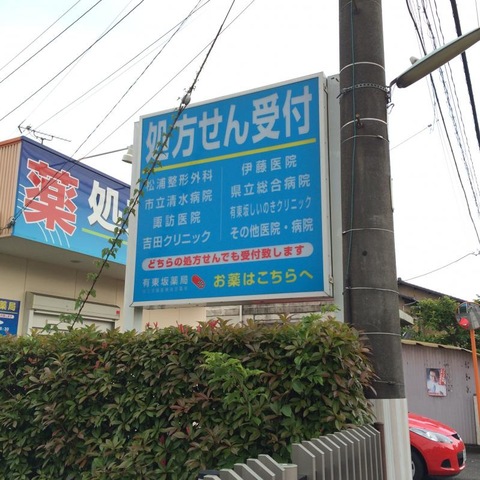 処方せん受付
松浦整形外科
市立清水病院
諏訪医院
吉田クリニック
伊藤医院
県立総合病院
有東坂しいのきクリニック
その他医院・病院
どちらの処方せんでも受付致します
有東坂薬局
お薬はこちらへ
薬 処
薬局